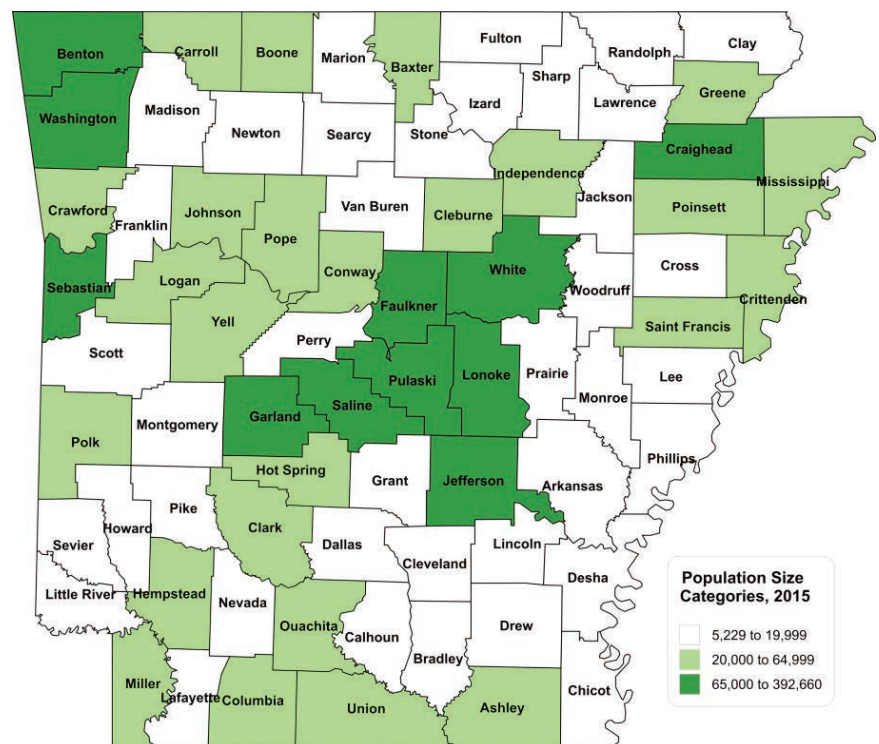 Benton
Carroll
Boone
Marion
Baxter
Fulton
Randolph
Clay
Sharp
Izard
Lawrence
Greene
Washington
Madison
Newton
Searcy
Stone
Craighead
Independence
Mississippi
Jackson
Poinsett
Crawford
Franklin
Johnson
Pope
Van Buren
Cleburne
Sebastian
Logan
Conway
Faulkner
White
Woodruff
Cross
Crittenden
Yell
Saint Francis
Scott
Perry
Pulaski
Lonoke
Prairie
Monroe
Lee
Saline
Garland
Montgomery
Polk
Hot Spring
Grant
Jefferson
Arkansas
Phillips
Pike
Howard
Clark
Sevier
Dallas
Cleveland
Lincoln
Desha
Little River
Hempstead
Nevada
Ouachita
Calhoun
Bradley
Drew
Chicot
Miller
Lafayette
Columbia
Union
Ashley
Population Size
Categories, 2015
5,229 to 19,999
20,000 to 64,999
65,000 to 392,660